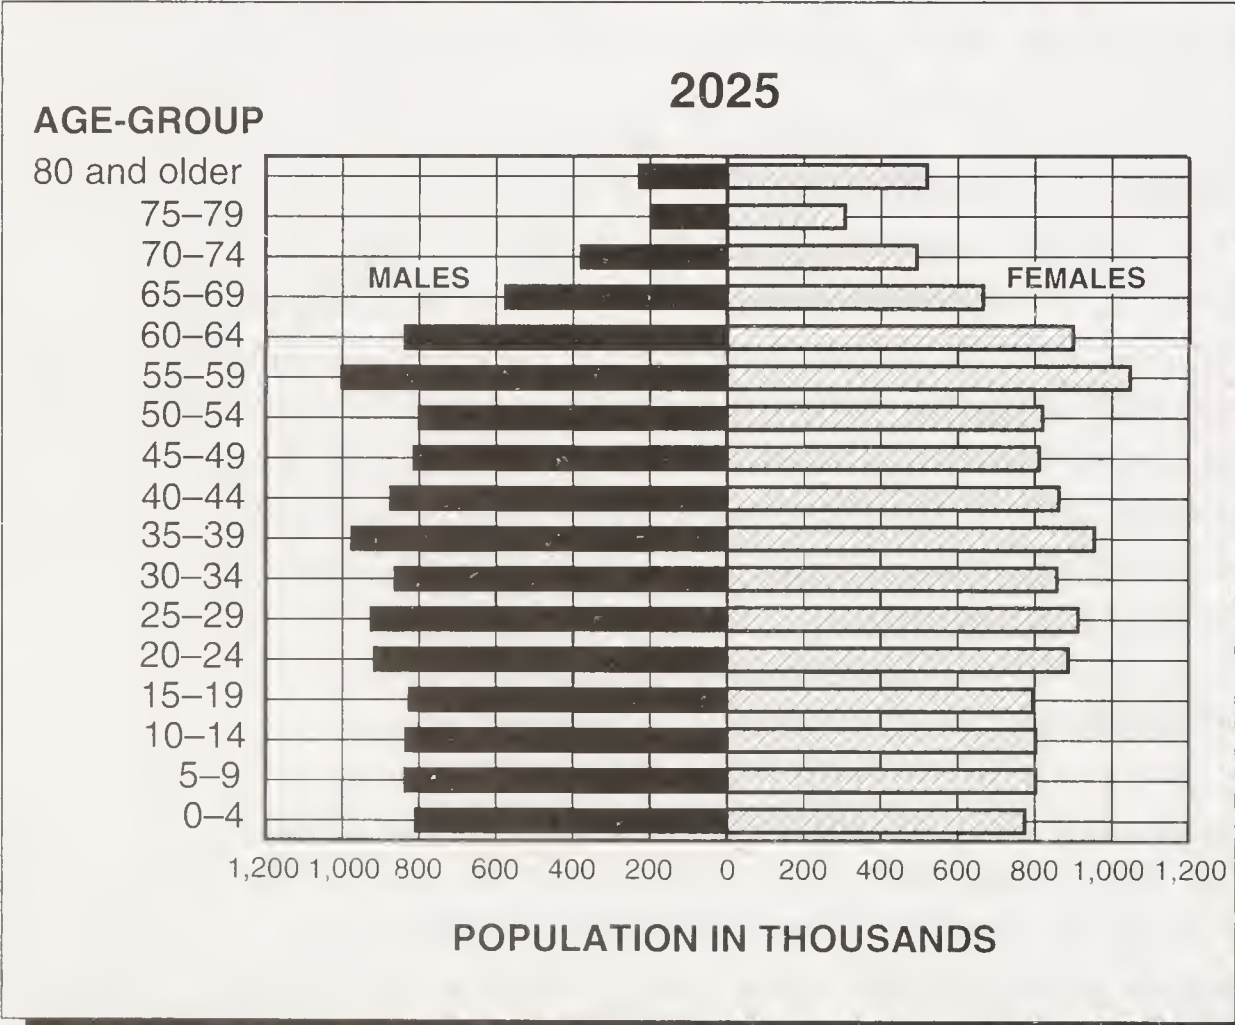 2025
AGE-GROUP
80 and older
75–79
70–74
MALES
FEMALES
65–69
60–64
55–59
50–54
45–49
40–44
35–39
30–34
25–29
20–24
15–19
10–14
5–9
0–4
1,200 1,000 800 600 400 200 0 200 400 600 800 1,000 1,200
POPULATION IN THOUSANDS